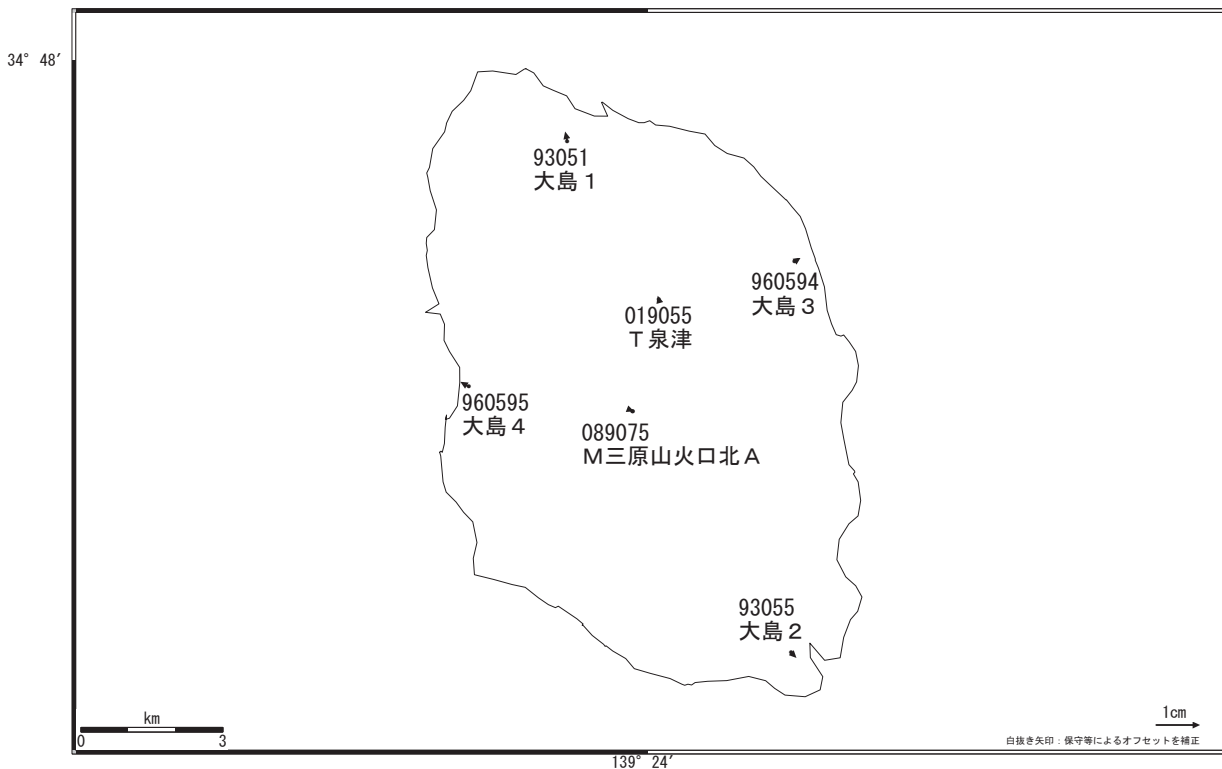 34° 48′
93051
大島１
960594
大島３
019055
Ｔ泉津
960595
大島４
089075
Ｍ三原山火口北Ａ
93055
大島２
km
0 3
1cm
白抜き矢印：保守等によるオフセットを補正
139° 24′